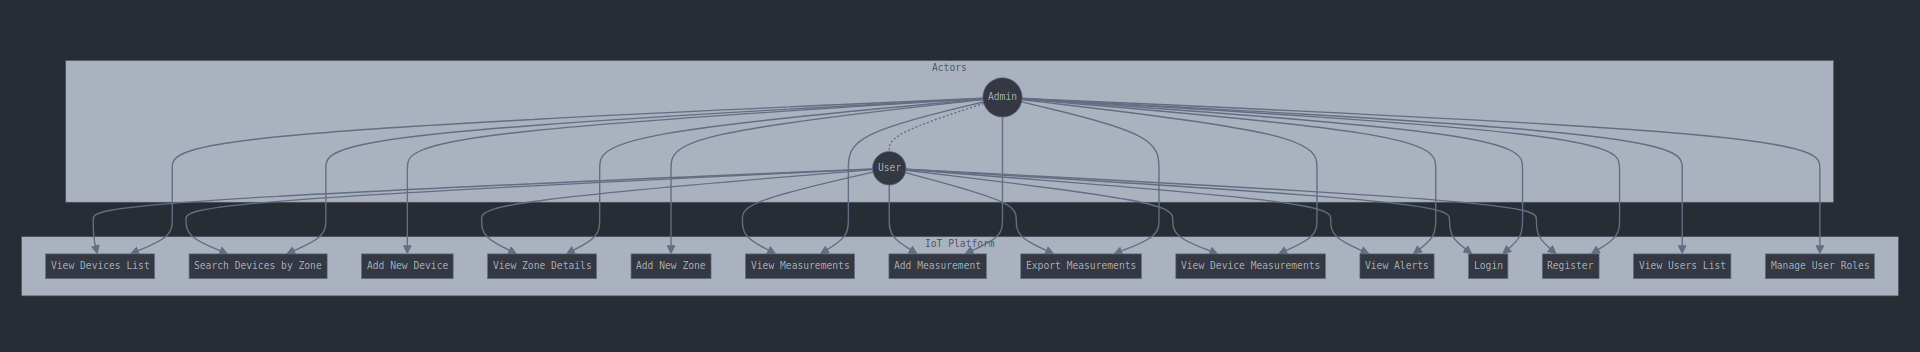 Actors
Admin
User
IoT Platform
View Devices List
Search Devices by Zone
Add New Device
View Zone Details
Add New Zone
View Measurements
Add Measurement
Export Measurements
View Device Measurements
View Alerts
Login
Register
View Users List
Manage User Roles